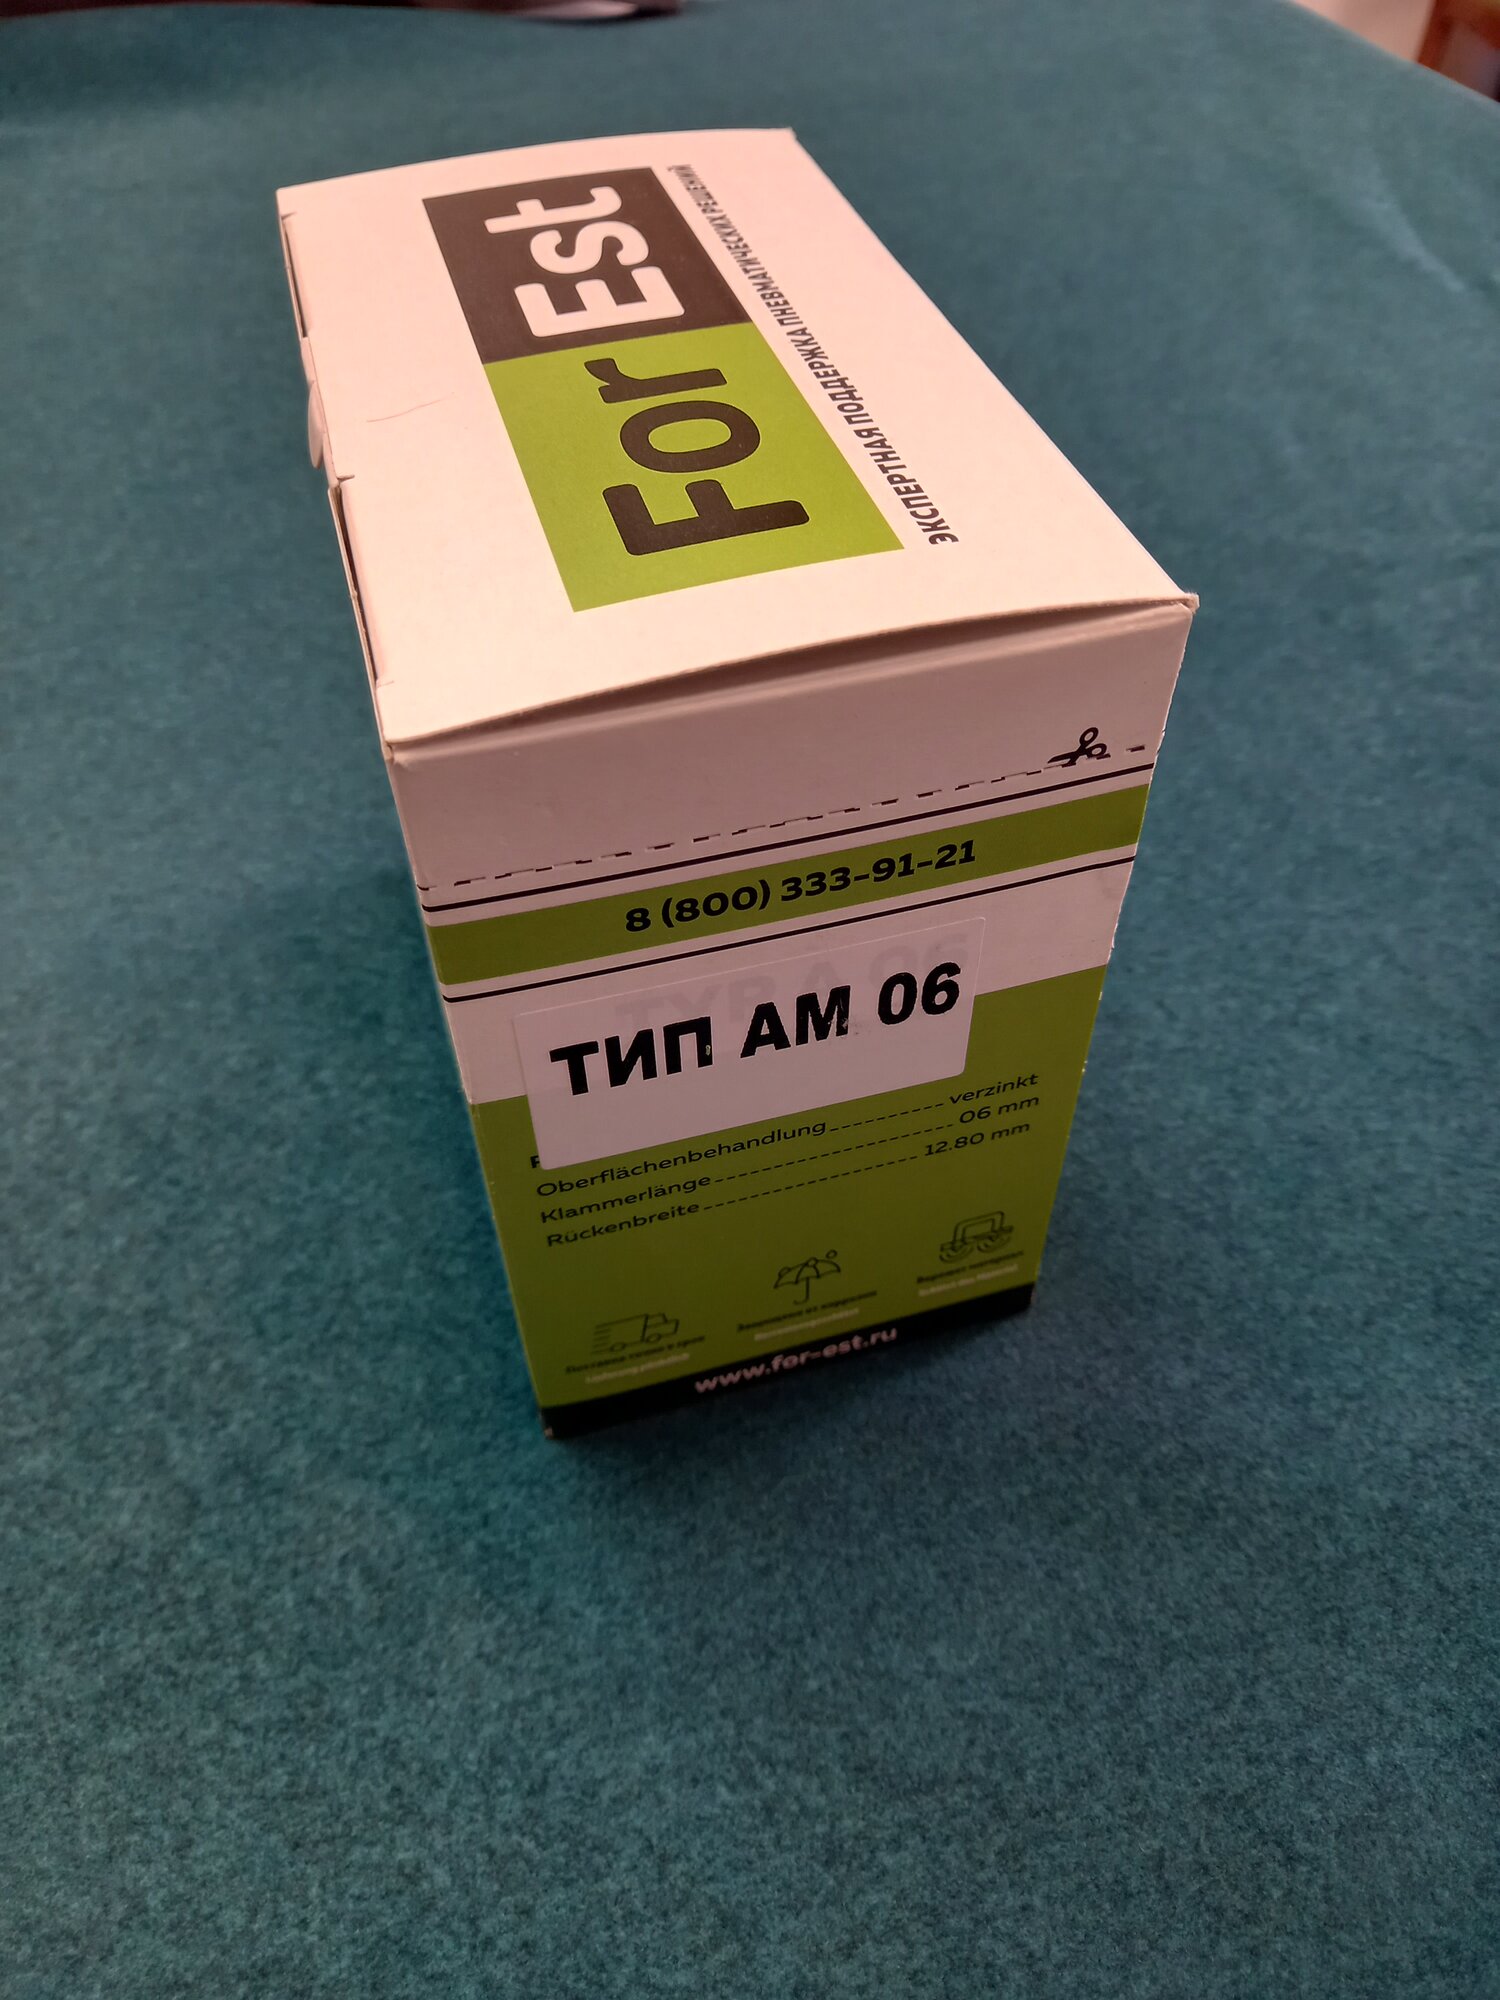 For Est
ЭКСПЕРТНАЯ ПОДДЕРЖКА ПНЕВМАТИЧЕСКИХ РЕШЕНИЙ
8 (800) 333-91-21
ТИП АМ 06
Oberflächenbehandlung verzinkt
Klammerlänge 06 mm
Rückenbreite 12.80 mm
www.for-est.ru